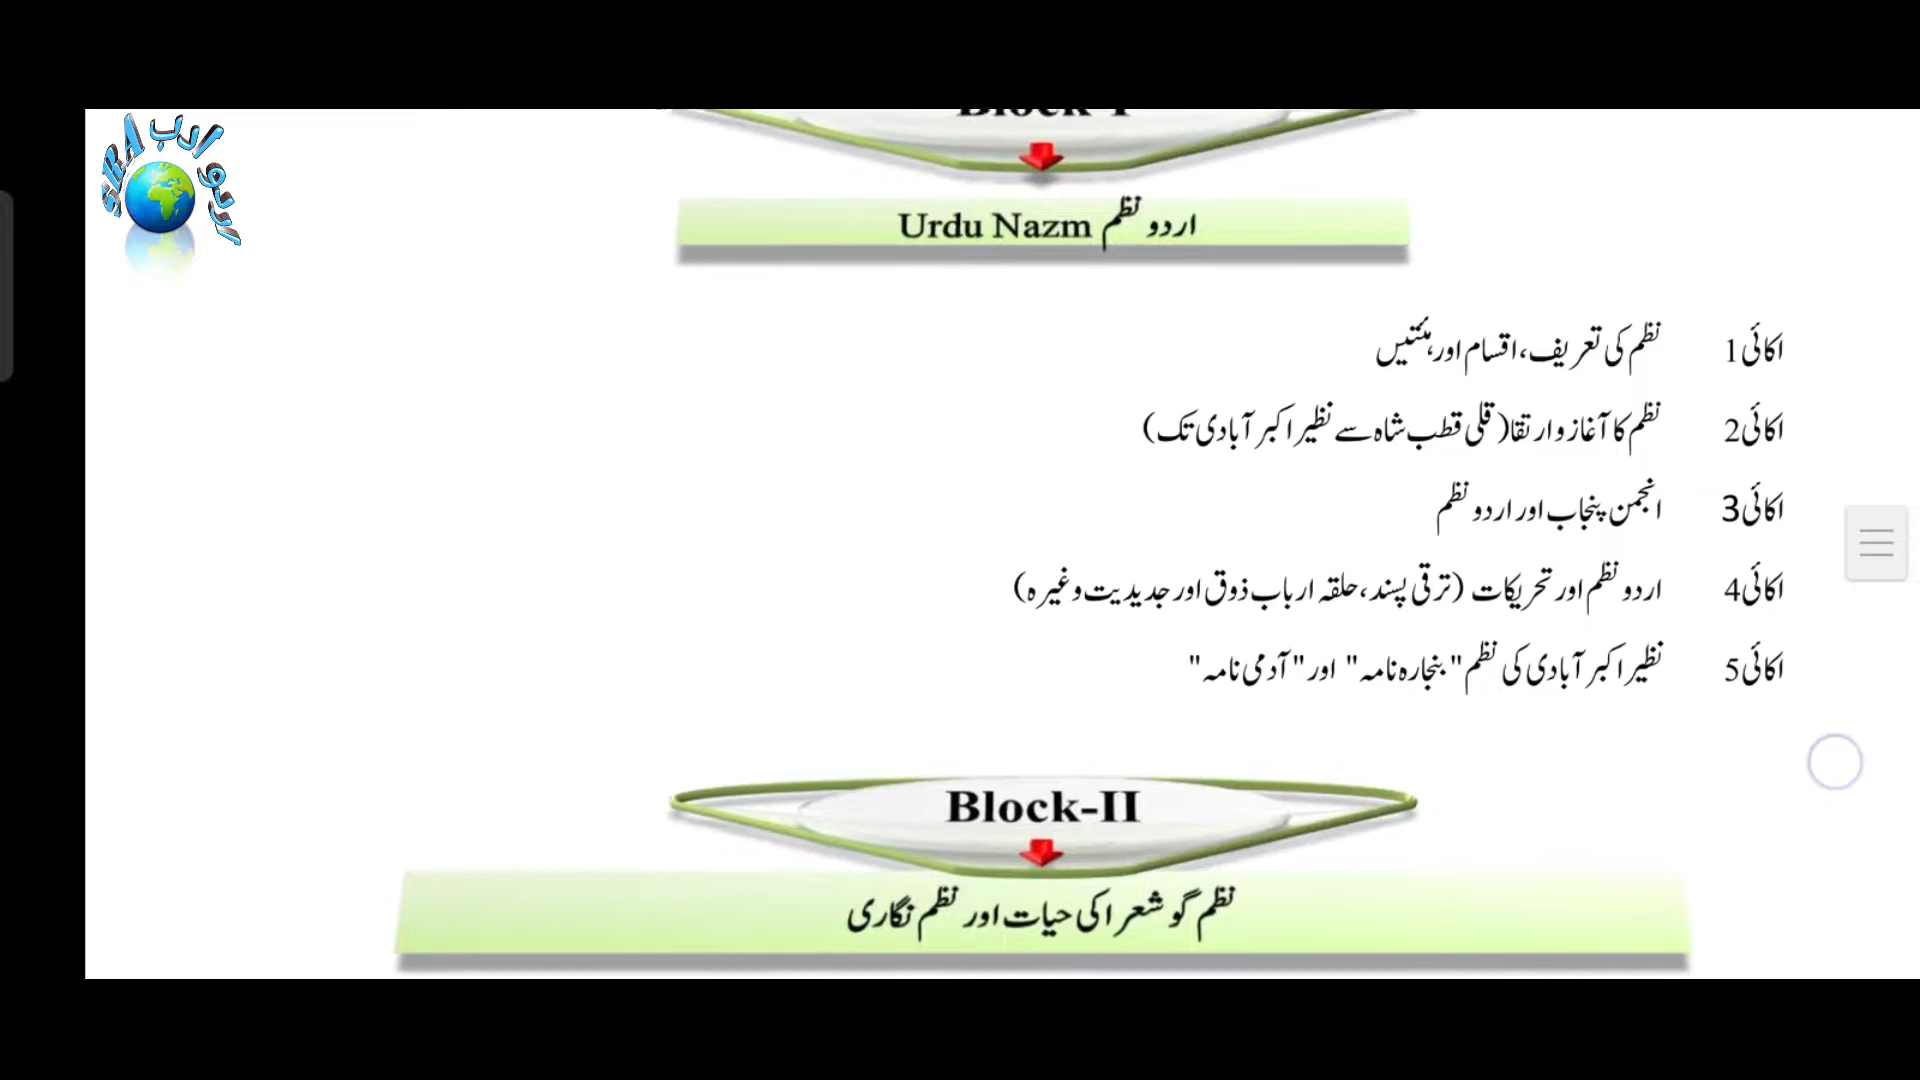 SRA اردو ادب
Block-I
اردو نظم Urdu Nazm
اکائی 1 نظم کی تعریف، اقسام اور ہئتیں
اکائی 2 نظم کا آغاز و ارتقا (قلی قطب شاہ سے نظیر اکبر آبادی تک)
اکائی 3 انجمن پنجاب اور اردو نظم
اکائی 4 اردو نظم اور تحریکات (ترقی پسند، حلقہ ارباب ذوق اور جدیدیت وغیرہ)
اکائی 5 نظیر اکبر آبادی کی نظم "بنجارہ نامہ" اور "آدمی نامہ"
Block-II
نظم گو شعرا کی حیات اور نظم نگاری